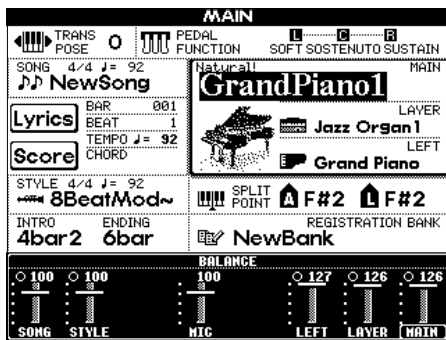 MAIN
TRANSPOSE 0
PEDAL FUNCTION
L C R
SOFT SOSTENUTO SUSTAIN
SONG 4/4 ♩= 92
NewSong
Natural! MAIN
GrandPiano1
Lyrics
BAR 001
BEAT 1
TEMPO ♩= 92
Score
CHORD
LAYER
Jazz Organ1
LEFT
Grand Piano
STYLE 4/4 ♩= 92
8BeatMod~
SPLIT POINT A F#2 L F#2
INTRO ENDING
4bar2 6bar
REGISTRATION BANK
NewBank
BALANCE
100 100 100 127 126 126
SONG STYLE MIC LEFT LAYER MAIN